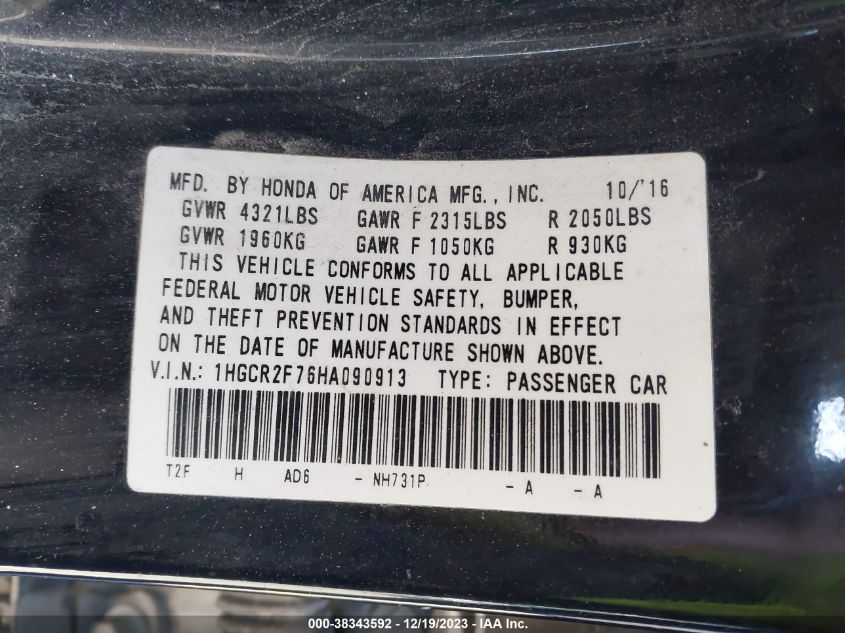 MFD. BY HONDA OF AMERICA MFG., INC. 10/'16
GVWR 4321LBS GAWR F 2315LBS R 2050LBS
GVWR 1960KG GAWR F 1050KG R 930KG
THIS VEHICLE CONFORMS TO ALL APPLICABLE
FEDERAL MOTOR VEHICLE SAFETY, BUMPER,
AND THEFT PREVENTION STANDARDS IN EFFECT
ON THE DATE OF MANUFACTURE SHOWN ABOVE.
V.I.N.: 1HGCR2F76HA090913 TYPE: PASSENGER CAR
T2F H AD6 - NH731P - A - A
000-38343592 - 12/19/2023 - IAA Inc.